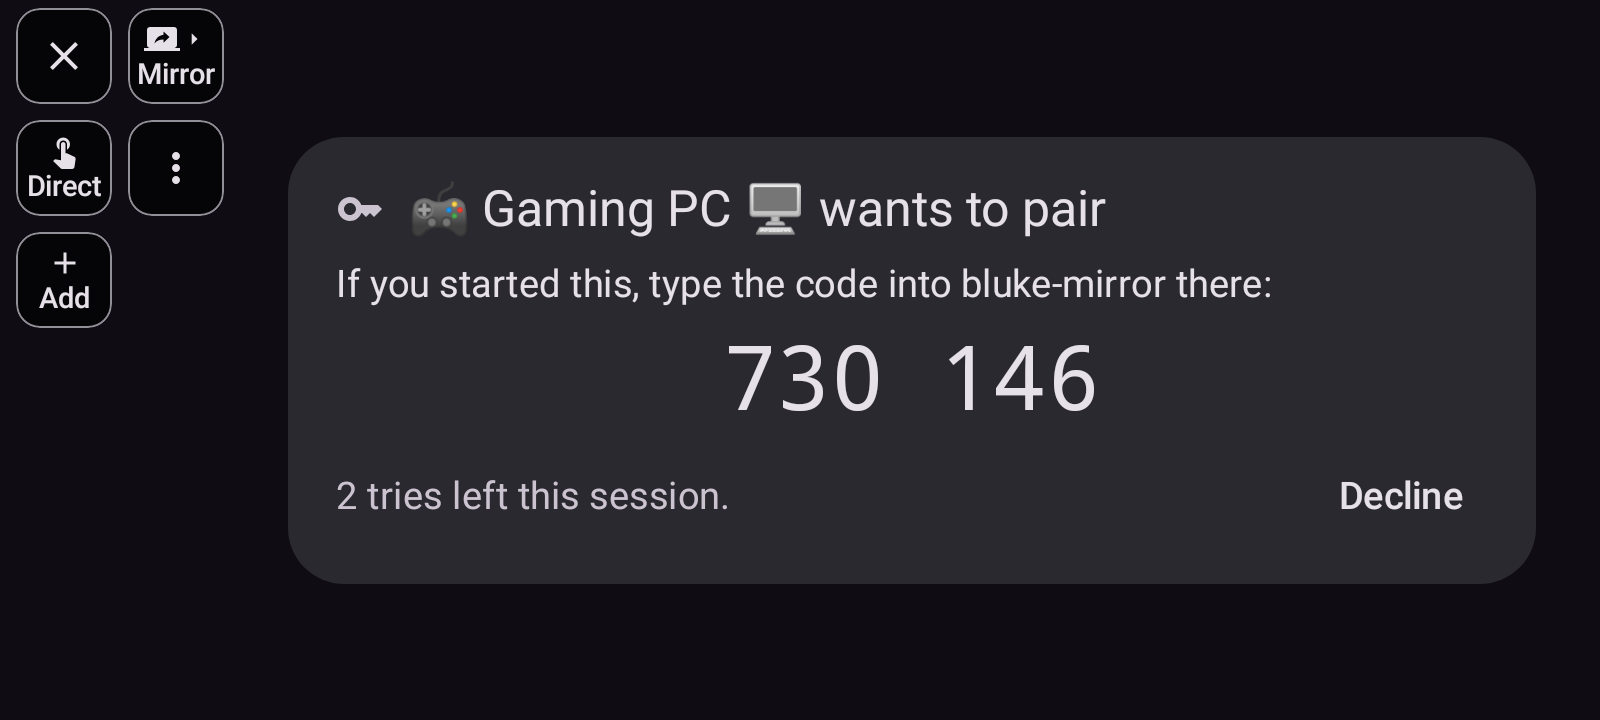 Mirror
Direct
Add
🎮 Gaming PC 🖥️ wants to pair
If you started this, type the code into bluke-mirror there:
730 146
2 tries left this session.
Decline